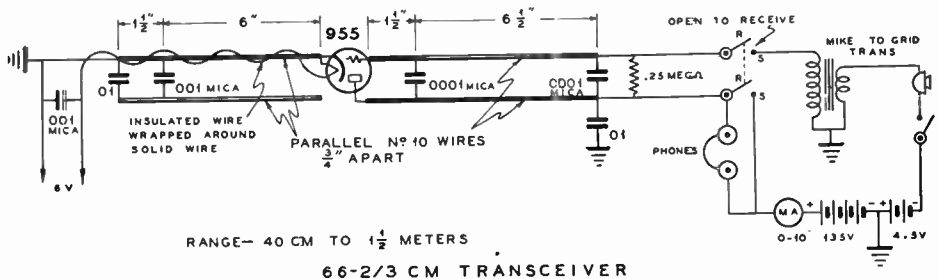 1 1/2" 6" 955 1 1/2" 6 1/2" OPEN TO RECEIVE
R
S
MIKE TO GRID
TRANS
01
001 MICA
0001 MICA
C001
MICA
.25 MEGΩ
R
S
001
MICA
INSULATED WIRE
WRAPPED AROUND
SOLID WIRE
PARALLEL Nº 10 WIRES
3/4" APART
01
PHONES
6 V
MA
+
-
+
-
0-10
135V
4.5V
RANGE- 40 CM TO 1 1/2 METERS
66-2/3 CM TRANSCEIVER